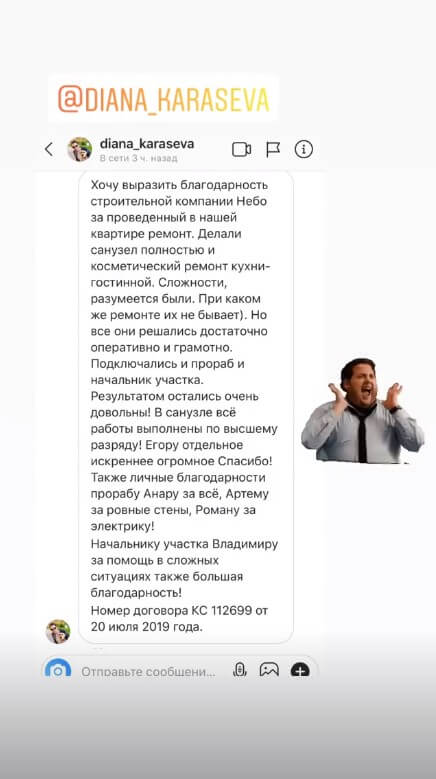 @DIANA_KARASEVA
diana_karaseva
В сети 3 ч. назад
Хочу выразить благодарность
строительной компании Небо
за проведенный в нашей
квартире ремонт. Делали
санузел полностью и
косметический ремонт кухни-
гостинной. Сложности,
разумеется были. При каком
же ремонте их не бывает). Но
все они решались достаточно
оперативно и грамотно.
Подключались и прораб и
начальник участка.
Результатом остались очень
довольны! В санузле всё
работы выполнены по высшему
разряду! Егору отдельное
искреннее огромное Спасибо!
Также личные благодарности
прорабу Анару за всё, Артему
за ровные стены, Роману за
электрику!
Начальнику участка Владимиру
за помощь в сложных
ситуациях также большая
благодарность!
Номер договора КС 112699 от
20 июля 2019 года.
Отправьте сообщени...